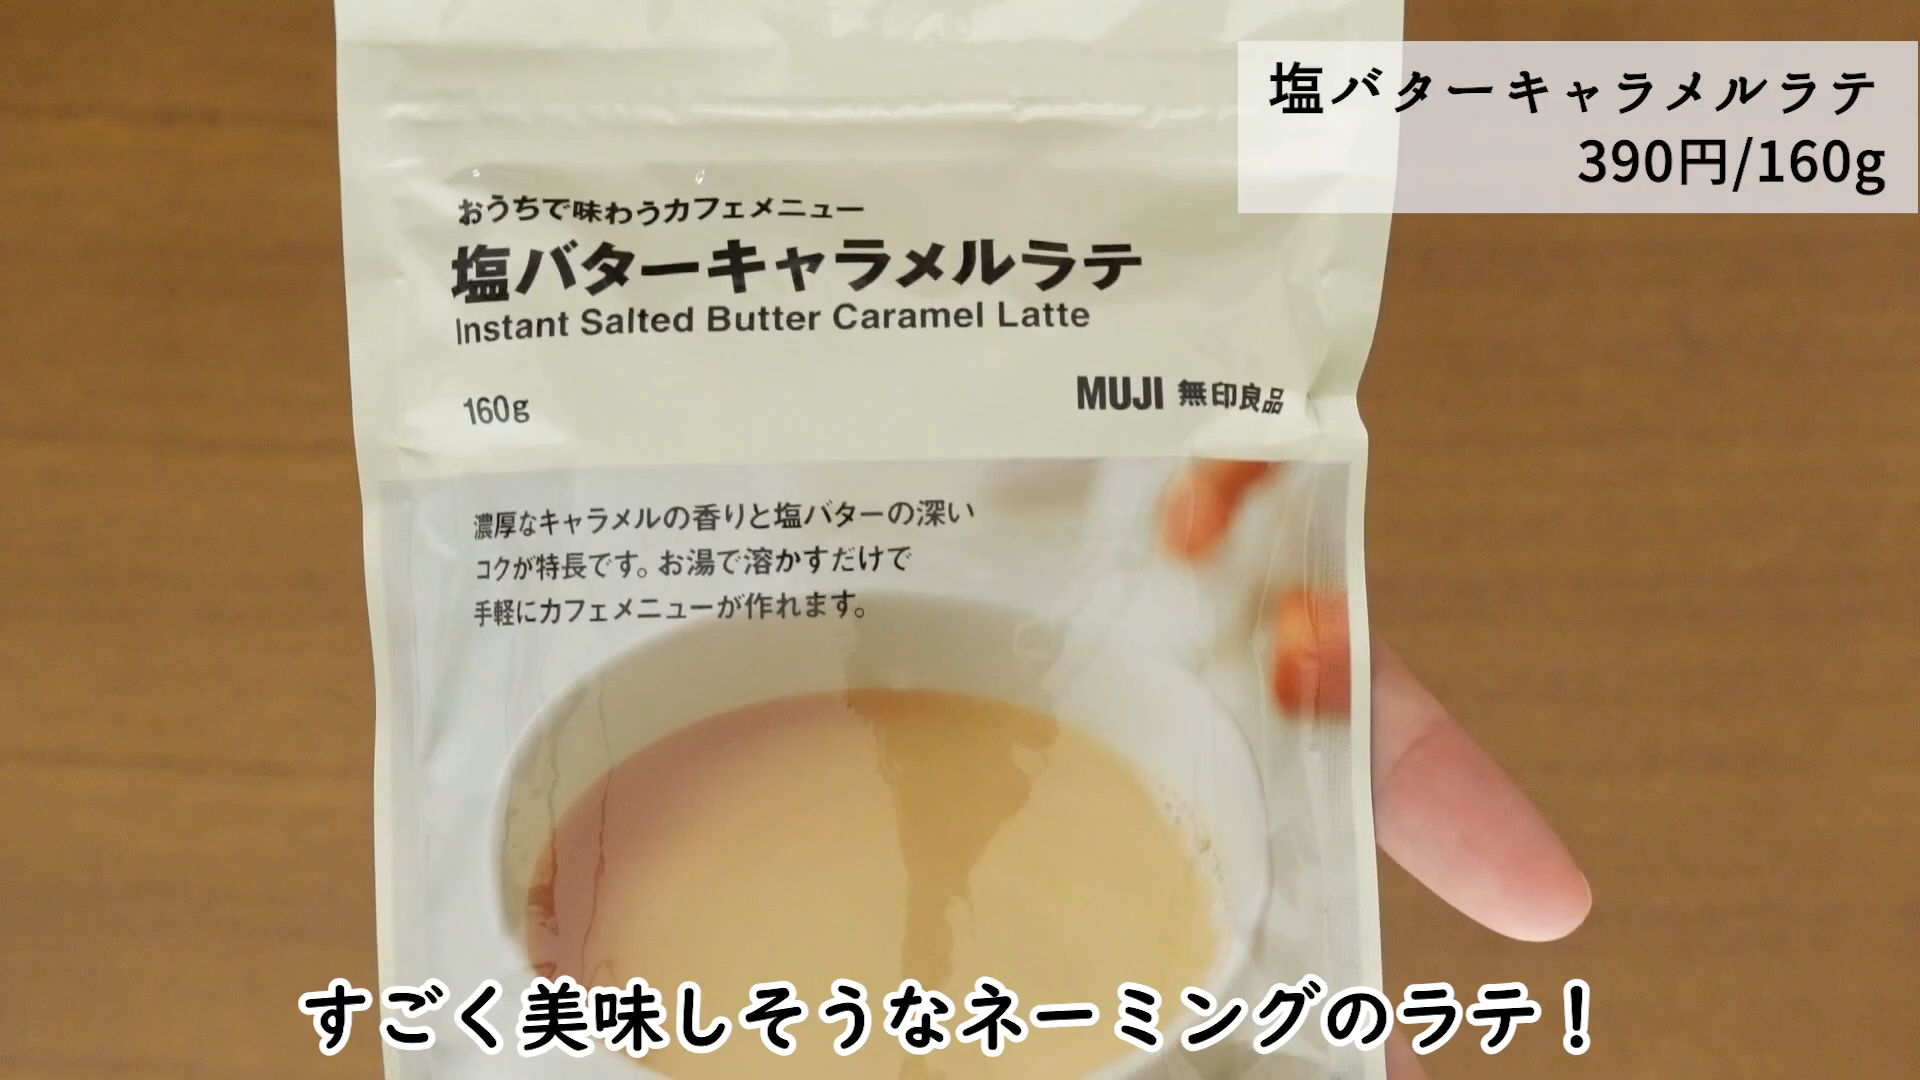 塩バターキャラメルラテ
390円/160g
おうちで味わうカフェメニュー
塩バターキャラメルラテ
Instant Salted Butter Caramel Latte
160g
MUJI 無印良品
濃厚なキャラメルの香りと塩バターの深い
コクが特長です。お湯で溶かすだけで
手軽にカフェメニューが作れます。
すごく美味しそうなネーミングのラテ！